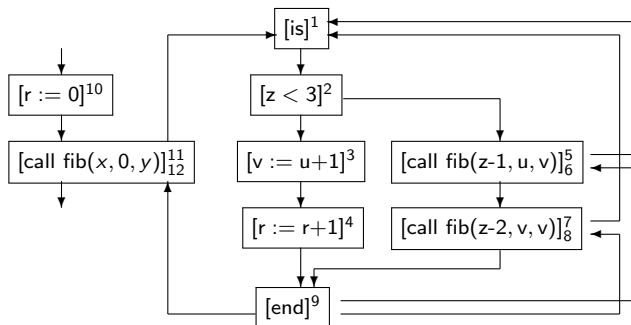 [is]¹
[r := 0]¹⁰
[z < 3]²
[call fib(x, 0, y)]¹¹₁₂
[v := u+1]³
[call fib(z-1, u, v)]⁵₆
[r := r+1]⁴
[call fib(z-2, v, v)]⁷₈
[end]⁹